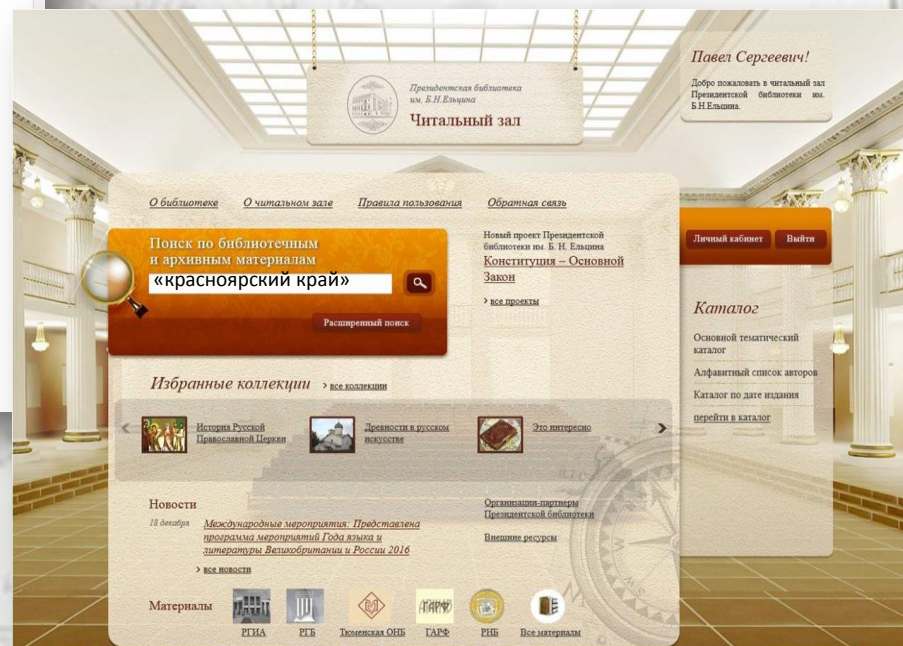 Президентская библиотека
им. Б.Н.Ельцина
Читальный зал
Павел Сергеевич!
Добро пожаловать в читальный зал
Президентской библиотеки им.
Б.Н.Ельцина.
О библиотеке О читальном зале Правила пользования Обратная связь
Поиск по библиотечным
и архивным материалам
«красноярский край»
Расширенный поиск
Новый проект Президентской
библиотеки им. Б. Н. Ельцина
Конституция – Основной
Закон
все проекты
Личный кабинет Выйти
Каталог
Основной тематический
каталог
Алфавитный список авторов
Каталог по дате издания
перейти в каталог
Избранные коллекции все коллекции
История Русской
Православной Церкви
Древности в русском
искусстве
Это интересно
Новости
18 декабря
Международные мероприятия: Представлена
программа мероприятий Года языка и
литературы Великобритании и России 2016
все новости
Организации-партнеры
Президентской библиотеки
Внешние ресурсы
Материалы
РГИА РГБ Тюменская ОНБ ГАРФ РНБ Все материалы